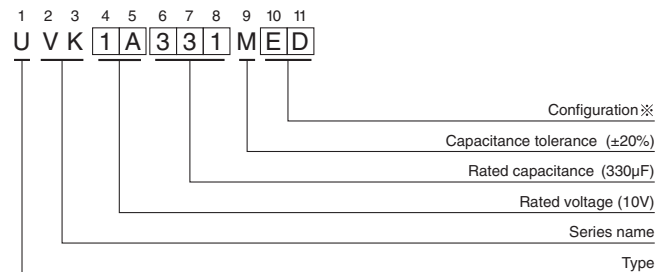 1 2 3 4 5 6 7 8 9 10 11
U V K 1 A 3 3 1 M E D
Configuration※
Capacitance tolerance (±20%)
Rated capacitance (330µF)
Rated voltage (10V)
Series name
Type